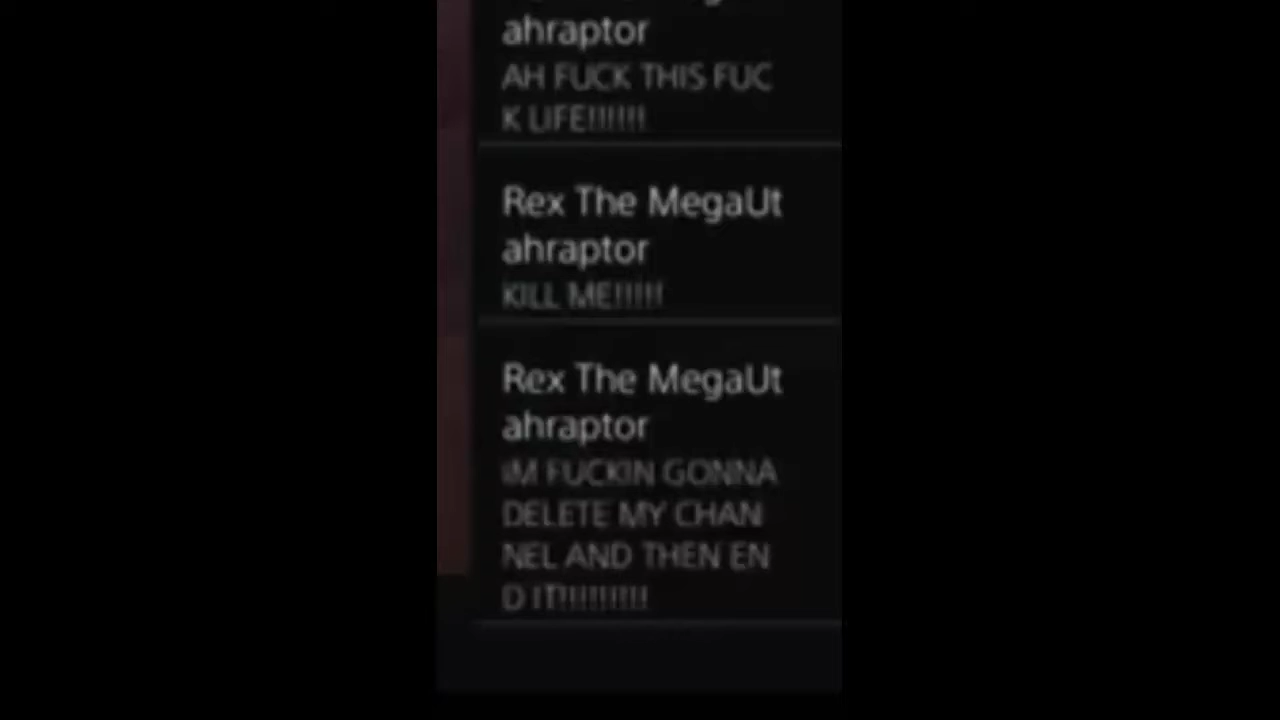 ahraptor
AH FUCK THIS FUC
K LIFE!!!!!!
Rex The MegaUt
ahraptor
KILL ME!!!!!
Rex The MegaUt
ahraptor
IM FUCKIN GONNA
DELETE MY CHAN
NEL AND THEN EN
D IT!!!!!!!!!!